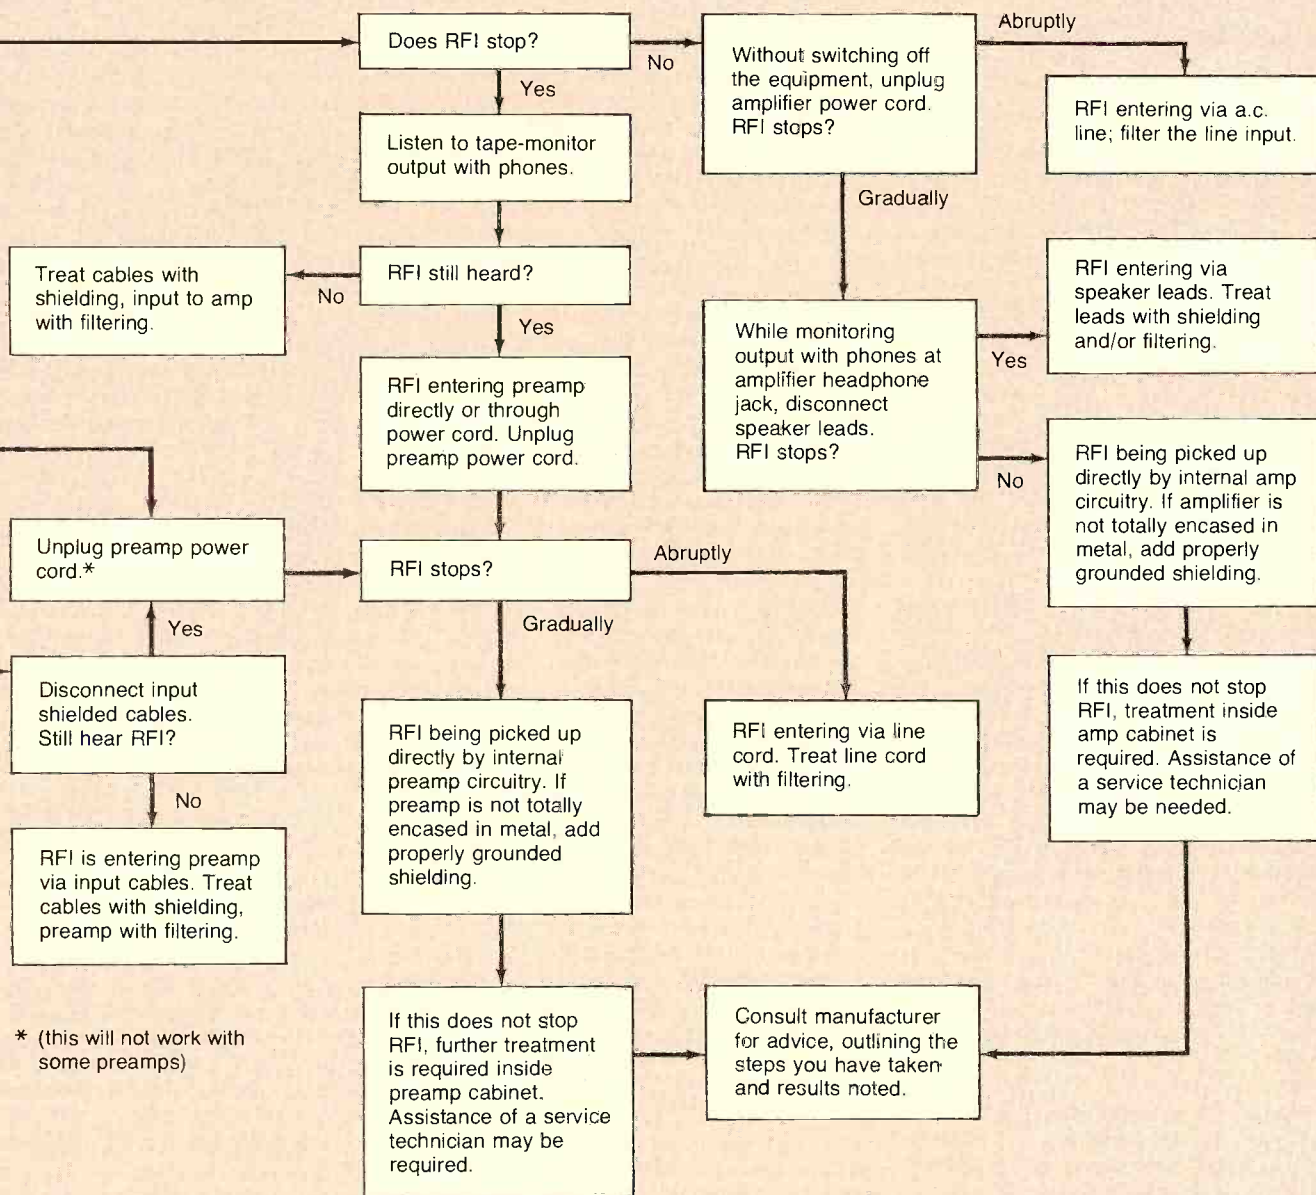 Does RFI stop?
No
Yes
Without switching off
the equipment, unplug
amplifier power cord.
RFI stops?
Abruptly
RFI entering via a.c.
line; filter the line input.
Gradually
Listen to tape-monitor
output with phones.
RFI still heard?
No
Treat cables with
shielding, input to amp
with filtering.
Yes
While monitoring
output with phones at
amplifier headphone
jack, disconnect
speaker leads.
RFI stops?
Yes
RFI entering via
speaker leads. Treat
leads with shielding
and/or filtering.
No
RFI being picked up
directly by internal amp
circuitry. If amplifier is
not totally encased in
metal, add properly
grounded shielding.
RFI entering preamp
directly or through
power cord. Unplug
preamp power cord.
Unplug preamp power
cord.*
RFI stops?
Abruptly
Gradually
Yes
Disconnect input
shielded cables.
Still hear RFI?
No
RFI is entering preamp
via input cables. Treat
cables with shielding,
preamp with filtering.
RFI being picked up
directly by internal
preamp circuitry. If
preamp is not totally
encased in metal, add
properly grounded
shielding.
RFI entering via line
cord. Treat line cord
with filtering.
If this does not stop
RFI, treatment inside
amp cabinet is
required. Assistance of
a service technician
may be needed.
* (this will not work with
some preamps)
If this does not stop
RFI, further treatment
is required inside
preamp cabinet.
Assistance of a service
technician may be
required.
Consult manufacturer
for advice, outlining the
steps you have taken
and results noted.